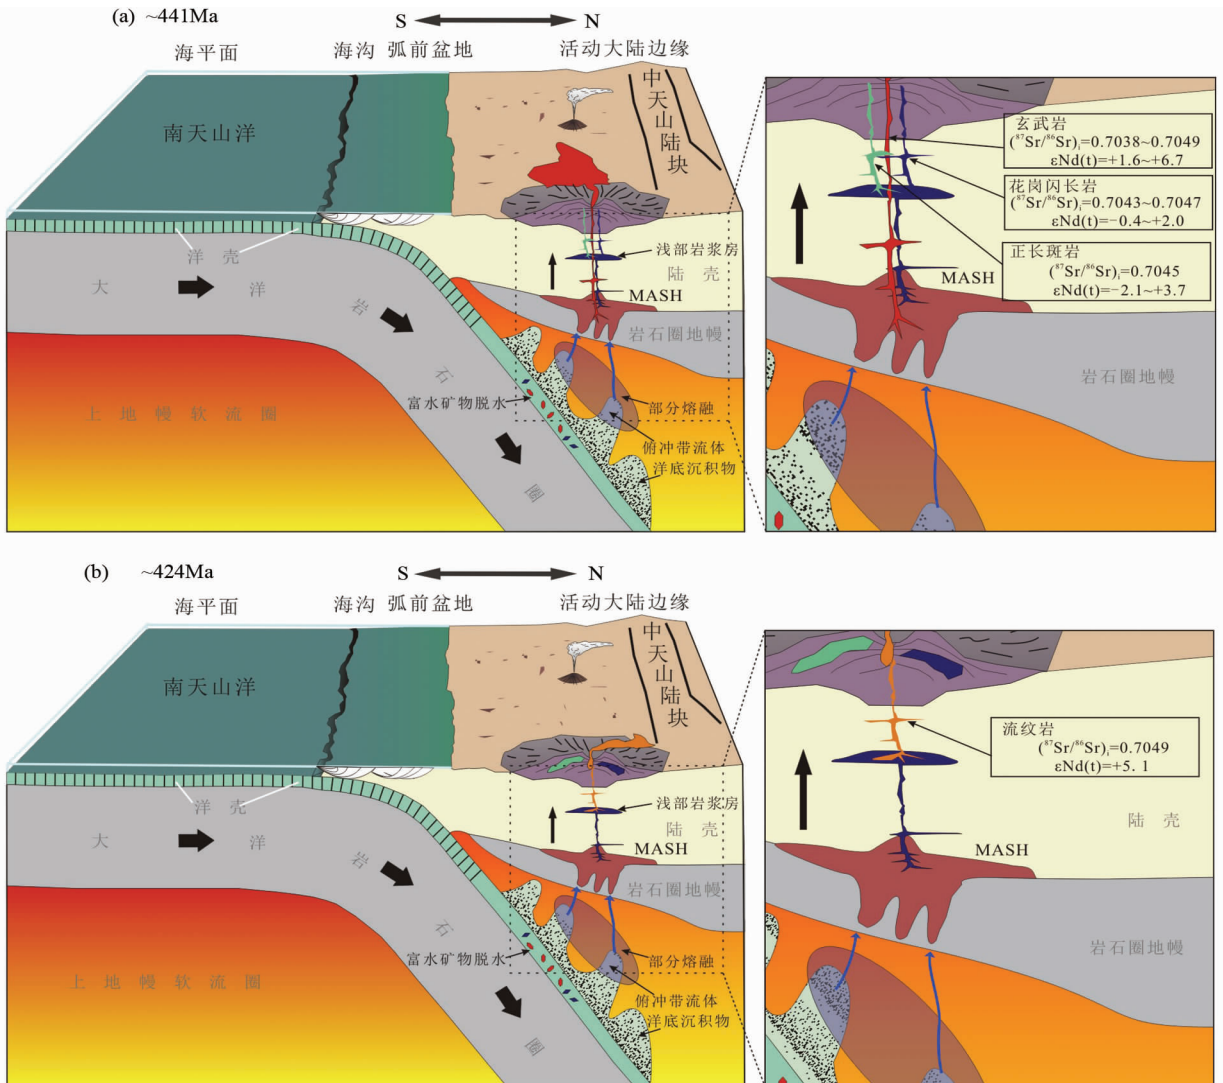 (a) ~441Ma
S N
海平面 海沟 弧前盆地 活动大陆边缘
中天山陆块
南天山洋
洋壳
浅部岩浆房
陆壳
MASH
大洋岩石圈
岩石圈地幔
上地幔软流圈
富水矿物脱水
部分熔融
俯冲带流体
洋底沉积物
玄武岩
(⁸⁷Sr/⁸⁶Sr)ᵢ=0.7038~0.7049
εNd(t)=+1.6~+6.7
花岗闪长岩
(⁸⁷Sr/⁸⁶Sr)ᵢ=0.7043~0.7047
εNd(t)=−0.4~+2.0
正长斑岩
(⁸⁷Sr/⁸⁶Sr)ᵢ=0.7045
εNd(t)=−2.1~+3.7
MASH
岩石圈地幔
(b) ~424Ma
S N
海平面 海沟 弧前盆地 活动大陆边缘
中天山陆块
南天山洋
洋壳
浅部岩浆房
陆壳
MASH
大洋岩石圈
岩石圈地幔
上地幔软流圈
富水矿物脱水
部分熔融
俯冲带流体
洋底沉积物
流纹岩
(⁸⁷Sr/⁸⁶Sr)ᵢ=0.7049
εNd(t)=+5.1
陆壳
MASH
岩石圈地幔